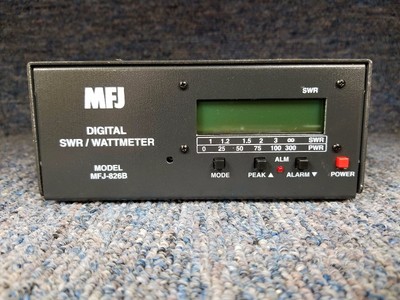 MFJ
DIGITAL
SWR / WATTMETER
MODEL
MFJ-826B
SWR
1 1.2 1.5 2 3 ∞ SWR
0 25 50 75 100 300 PWR
ALM
MODE PEAK ▲ ALARM ▼ POWER